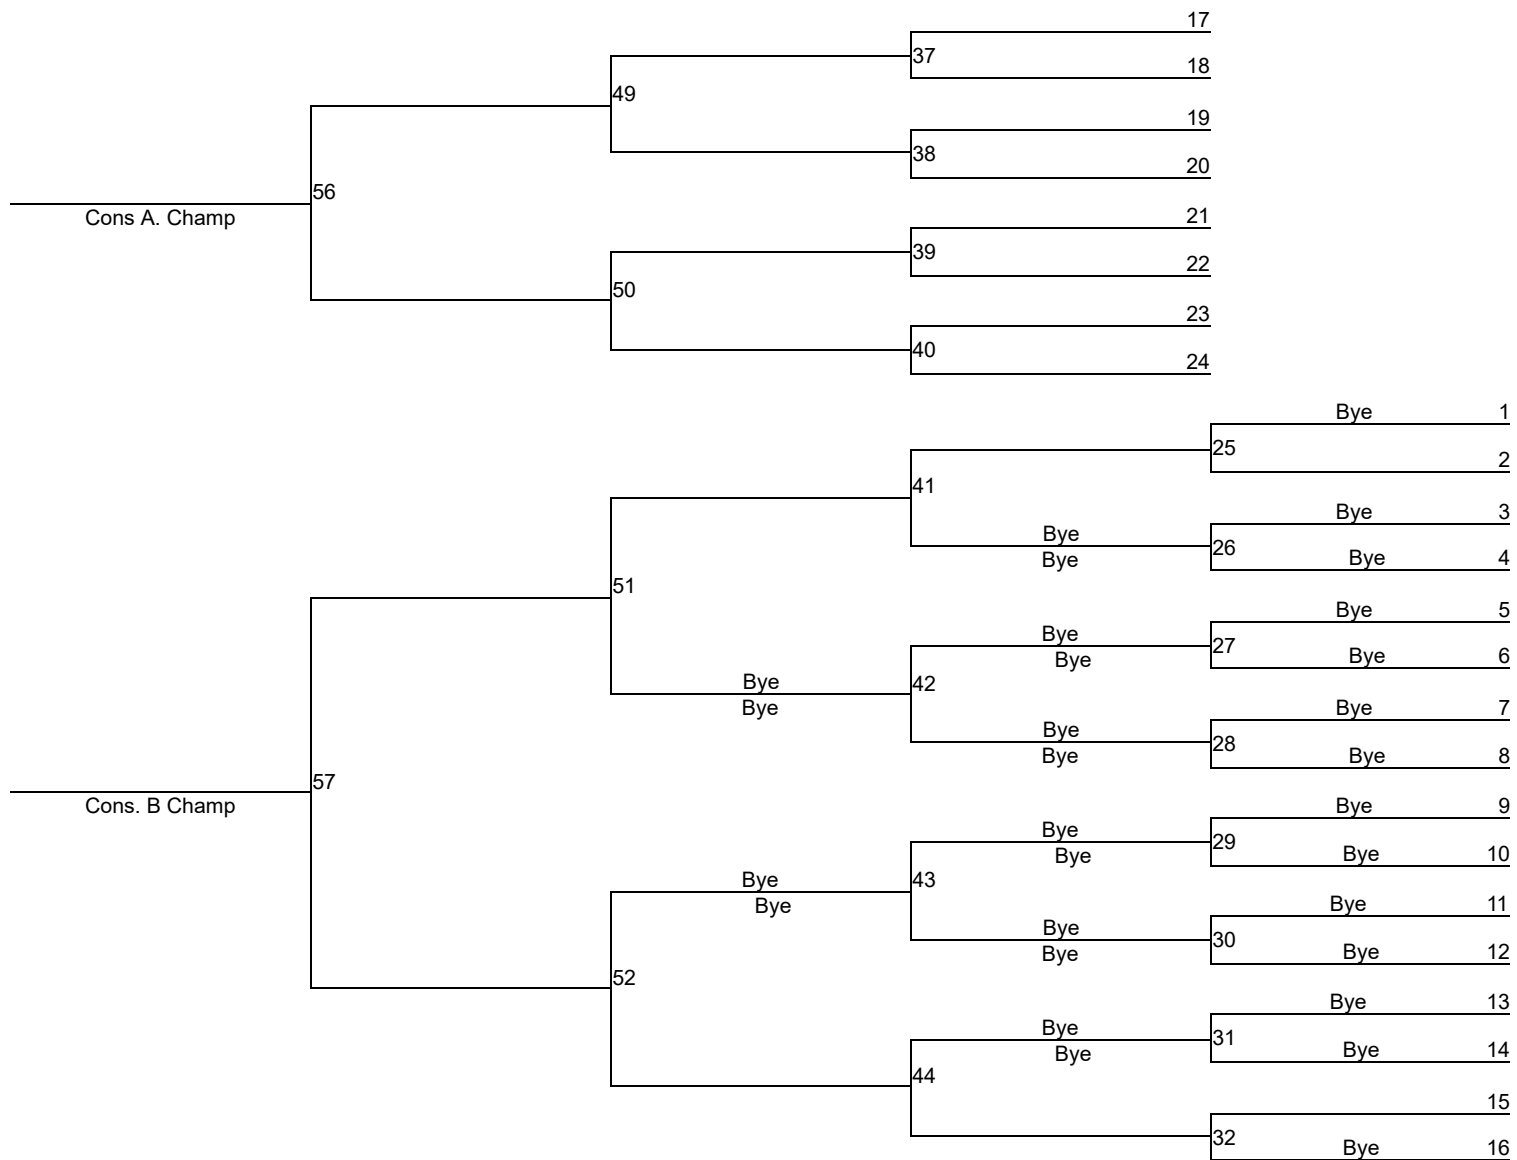 17
37
18
49
19
38
20
56
Cons A. Champ
21
39
22
50
23
40
24
Bye 1
25
2
41
Bye 3
Bye
26
Bye 4
Bye
51
Bye 5
Bye
27
Bye 6
Bye
Bye
42
Bye
Bye 7
Bye
28
Bye 8
Bye
57
Cons. B Champ
Bye 9
Bye
29
Bye 10
Bye
Bye
43
Bye
Bye 11
Bye
30
Bye 12
Bye
52
Bye 13
Bye
31
Bye 14
Bye
44
15
32
Bye 16